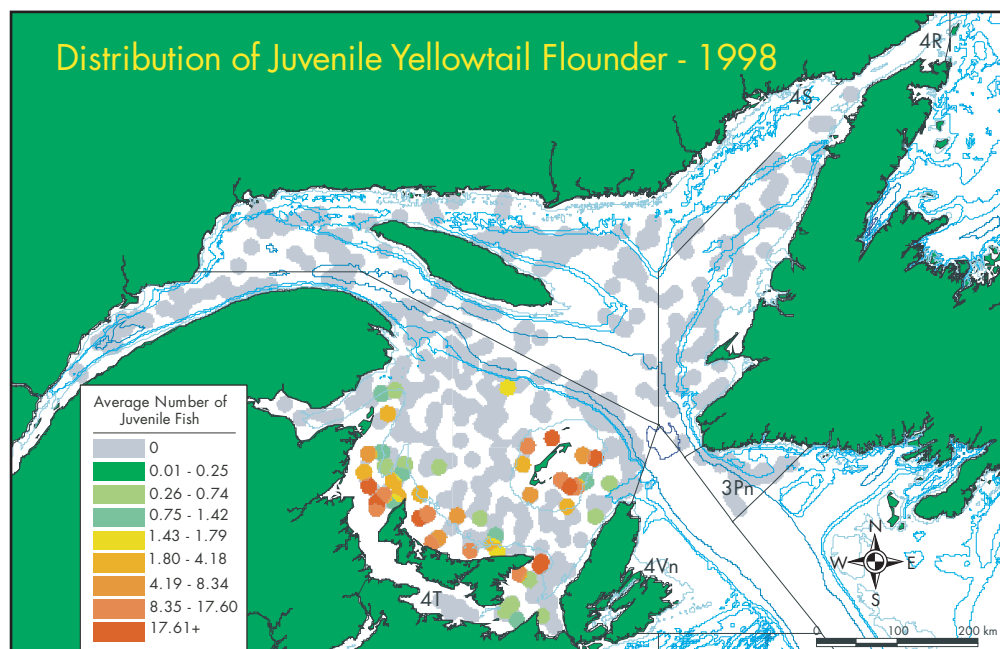 Distribution of Juvenile Yellowtail Flounder - 1998
4R
4S
Average Number of
Juvenile Fish
0
0.01 - 0.25
0.26 - 0.74
0.75 - 1.42
1.43 - 1.79
1.80 - 4.18
4.19 - 8.34
8.35 - 17.60
17.61+
3Pn
4Vn
4T
N
W E
S
0 100 200 km